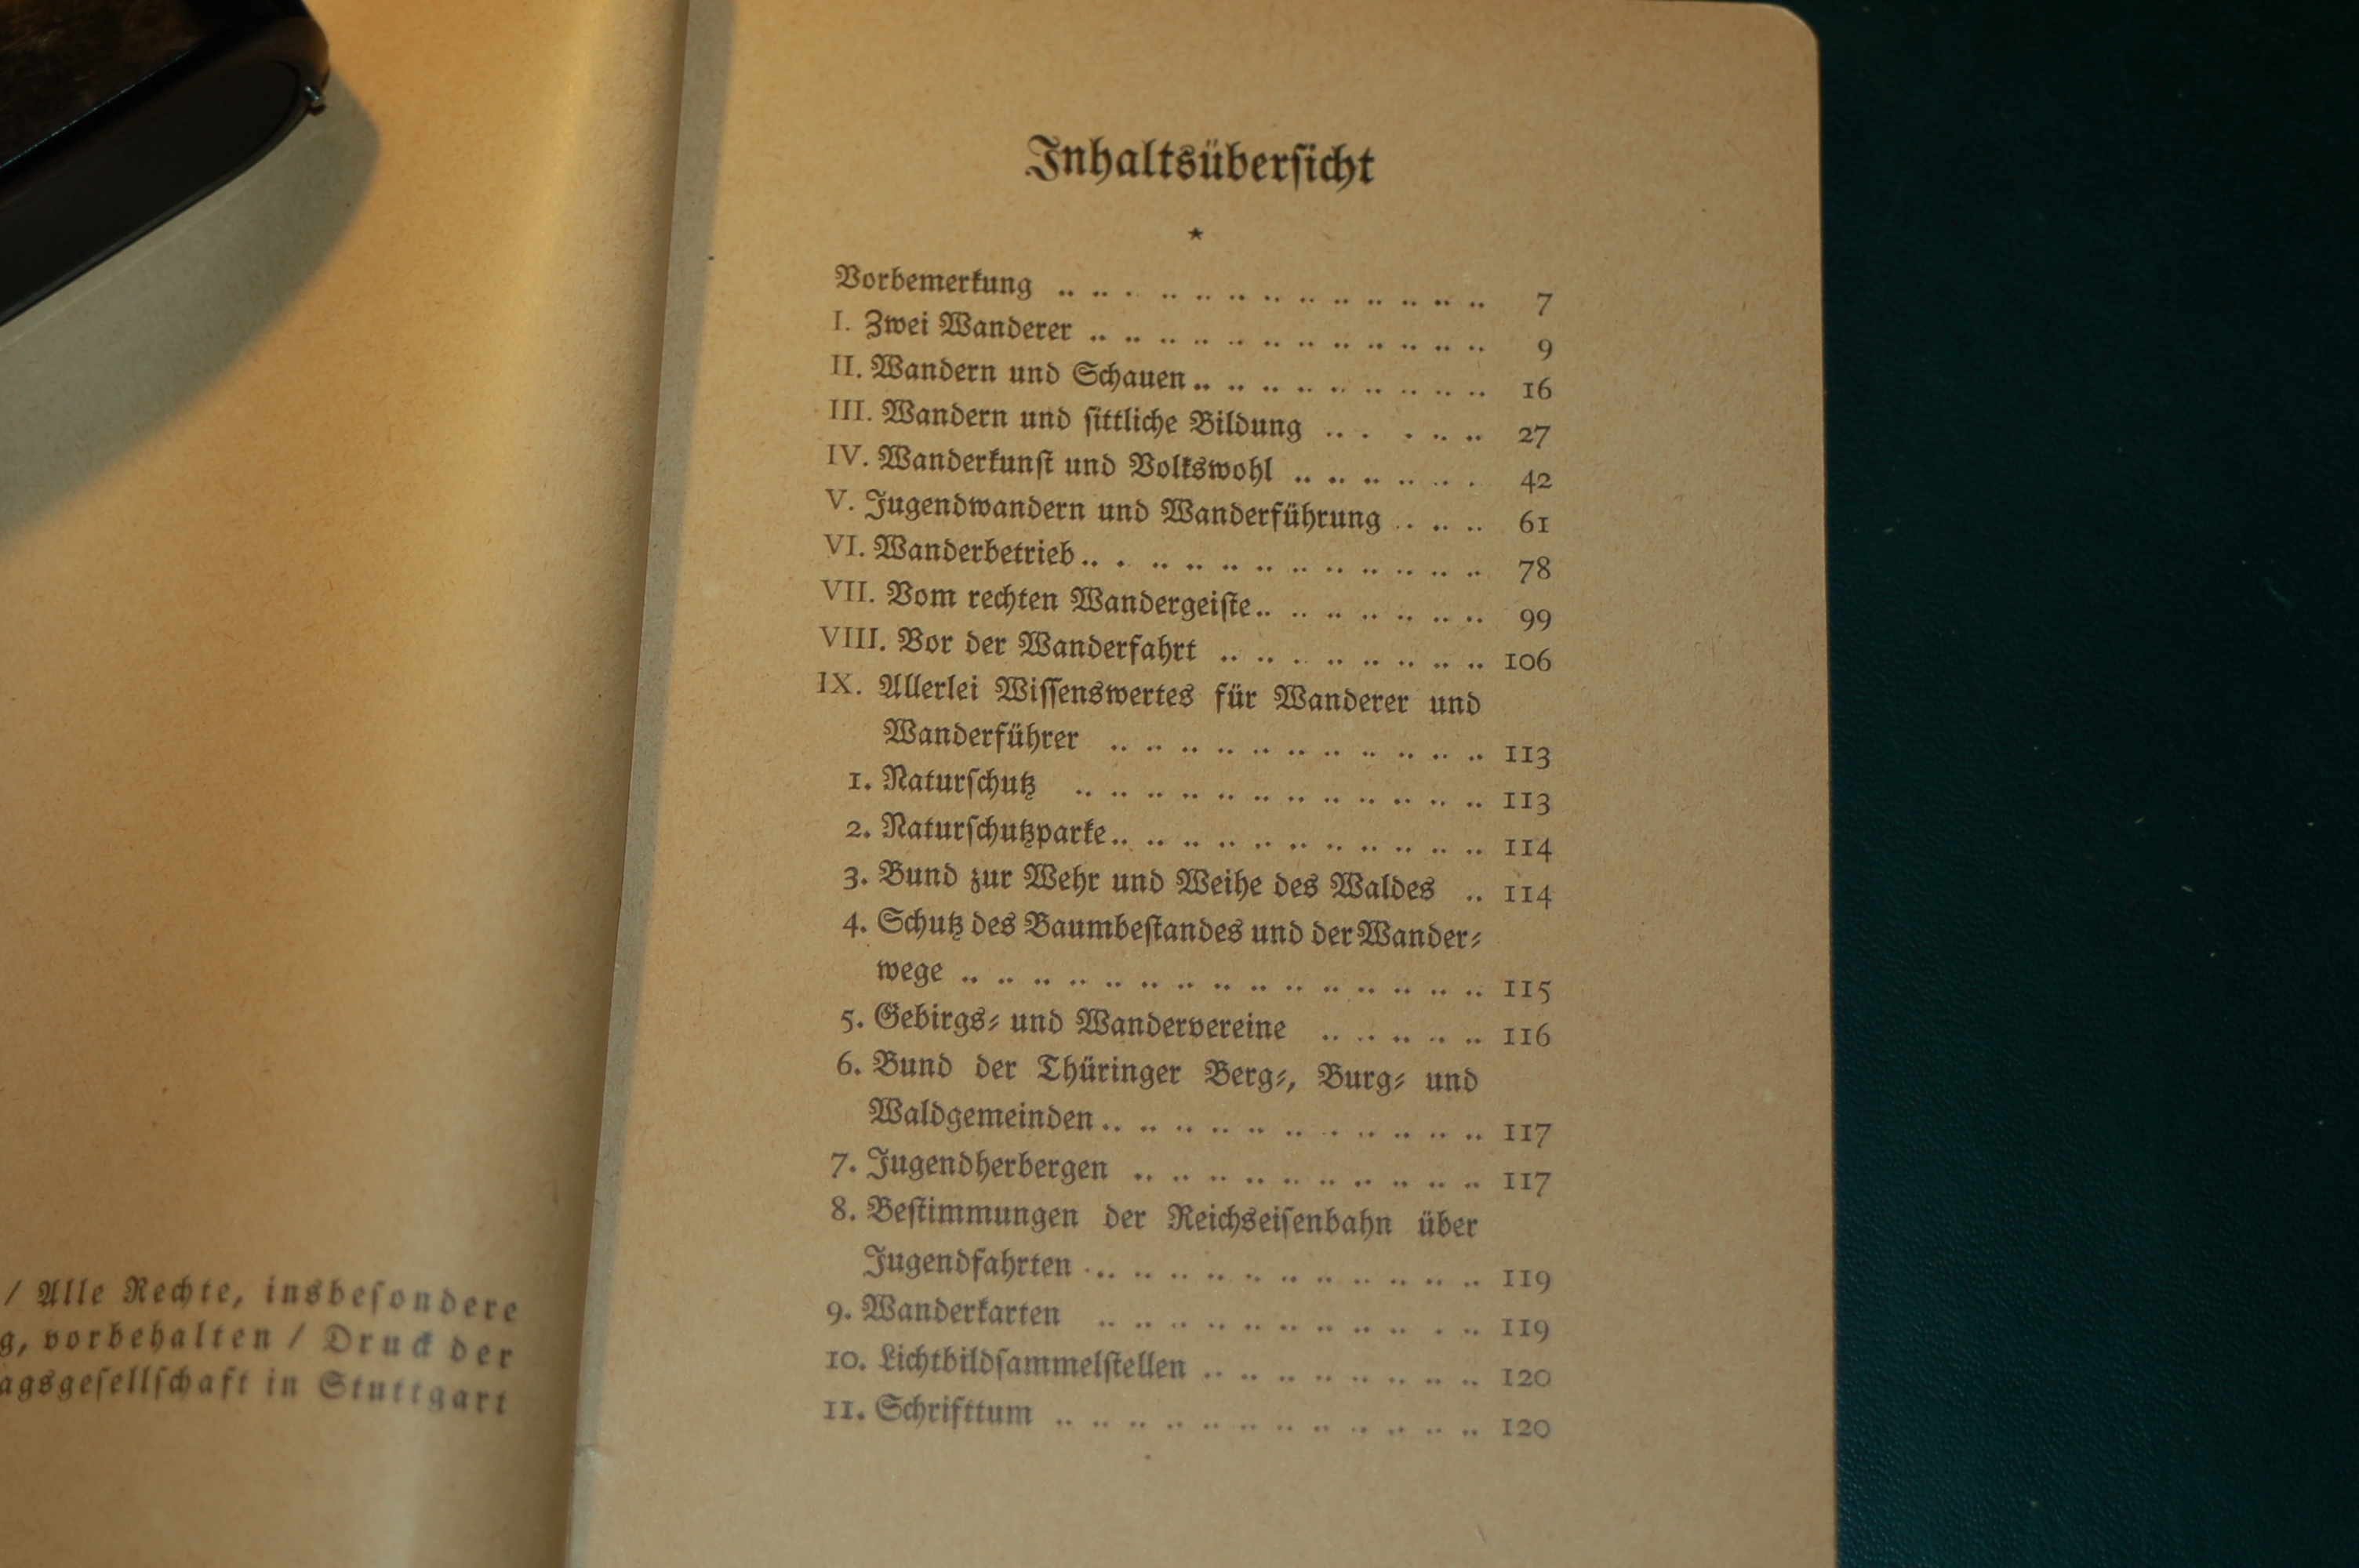 / Alle Rechte, insbesondere
g, vorbehalten / Druck der
agsgesellschaft in Stuttgart
Inhaltsübersicht
*
Vorbemerkung .. .. . .. .. .. .. .. .. .. .. .. .. 7
I. Zwei Wanderer .. .. .. .. .. .. .. .. .. .. .. .. 9
II. Wandern und Schauen .. .. .. .. .. .. .. .. .. 16
III. Wandern und sittliche Bildung .. . . .. .. 27
IV. Wanderkunst und Volkswohl .. .. .. .. .. . 42
V. Jugendwandern und Wanderführung .. .. .. 61
VI. Wanderbetrieb .. . .. .. .. .. .. .. .. .. .. .. 78
VII. Vom rechten Wandergeiste .. .. .. .. .. .. .. 99
VIII. Vor der Wanderfahrt .. .. . .. .. .. .. .. 106
IX. Allerlei Wissenswertes für Wanderer und
Wanderführer .. .. .. .. .. .. .. .. .. .. .. 113
1. Naturschutz .. .. .. .. .. .. .. .. .. .. .. .. 113
2. Naturschutzparke .. .. .. .. .. .. .. .. .. .. .. 114
3. Bund zur Wehr und Weihe des Waldes .. 114
4. Schutz des Baumbestandes und der Wander-
wege .. .. .. .. .. .. .. .. .. .. .. .. .. .. .. 115
5. Gebirgs- und Wandervereine .. .. .. .. .. 116
6. Bund der Thüringer Berg-, Burg- und
Waldgemeinden .. .. .. .. .. .. . .. .. .. .. 117
7. Jugendherbergen .. .. .. .. .. .. .. .. .. .. 117
8. Bestimmungen der Reichseisenbahn über
Jugendfahrten ... .. .. .. .. .. .. .. .. .. .. 119
9. Wanderkarten .. .. .. .. .. .. .. .. .. . .. 119
10. Lichtbildsammelstellen .. .. .. .. .. .. .. .. 120
11. Schrifttum .. .. .. .. .. .. .. .. .. .. .. .. 120